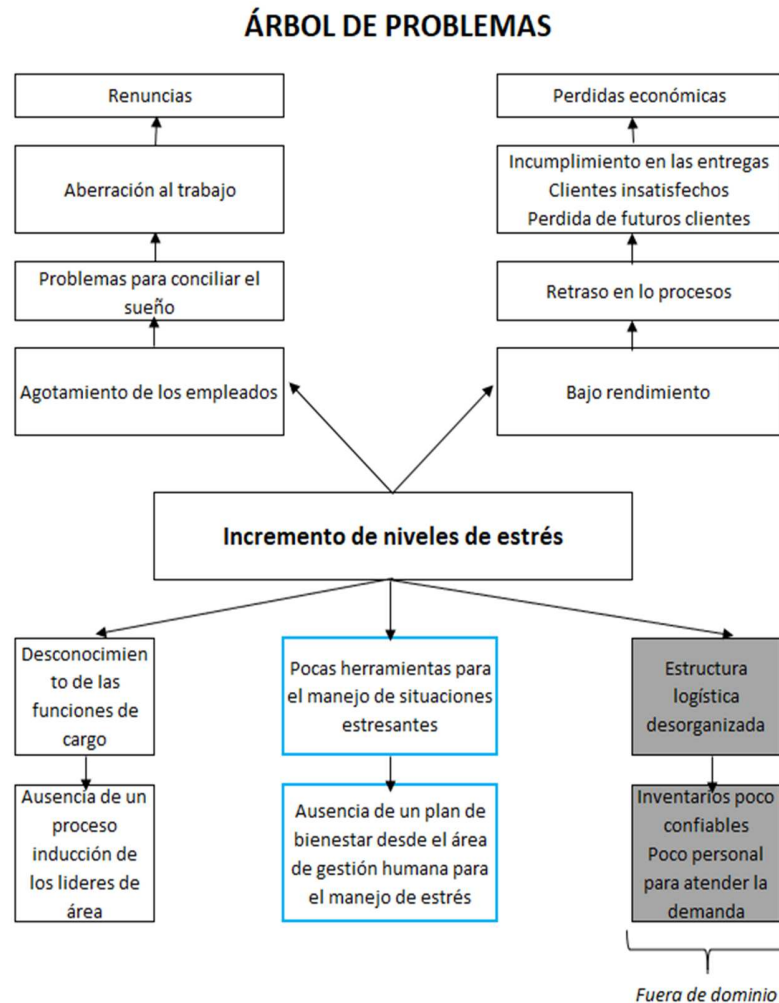 ÁRBOL DE PROBLEMAS
Renuncias
Perdidas económicas
Aberración al trabajo
Incumplimiento en las entregas
Clientes insatisfechos
Perdida de futuros clientes
Problemas para conciliar el
sueño
Retraso en lo procesos
Agotamiento de los empleados
Bajo rendimiento
Incremento de niveles de estrés
Desconocimien
to de las
funciones de
cargo
Pocas herramientas para
el manejo de situaciones
estresantes
Estructura
logística
desorganizada
Ausencia de un
proceso
inducción de
los lideres de
área
Ausencia de un plan de
bienestar desde el área
de gestión humana para
el manejo de estrés
Inventarios poco
confiables
Poco personal
para atender la
demanda
Fuera de dominio